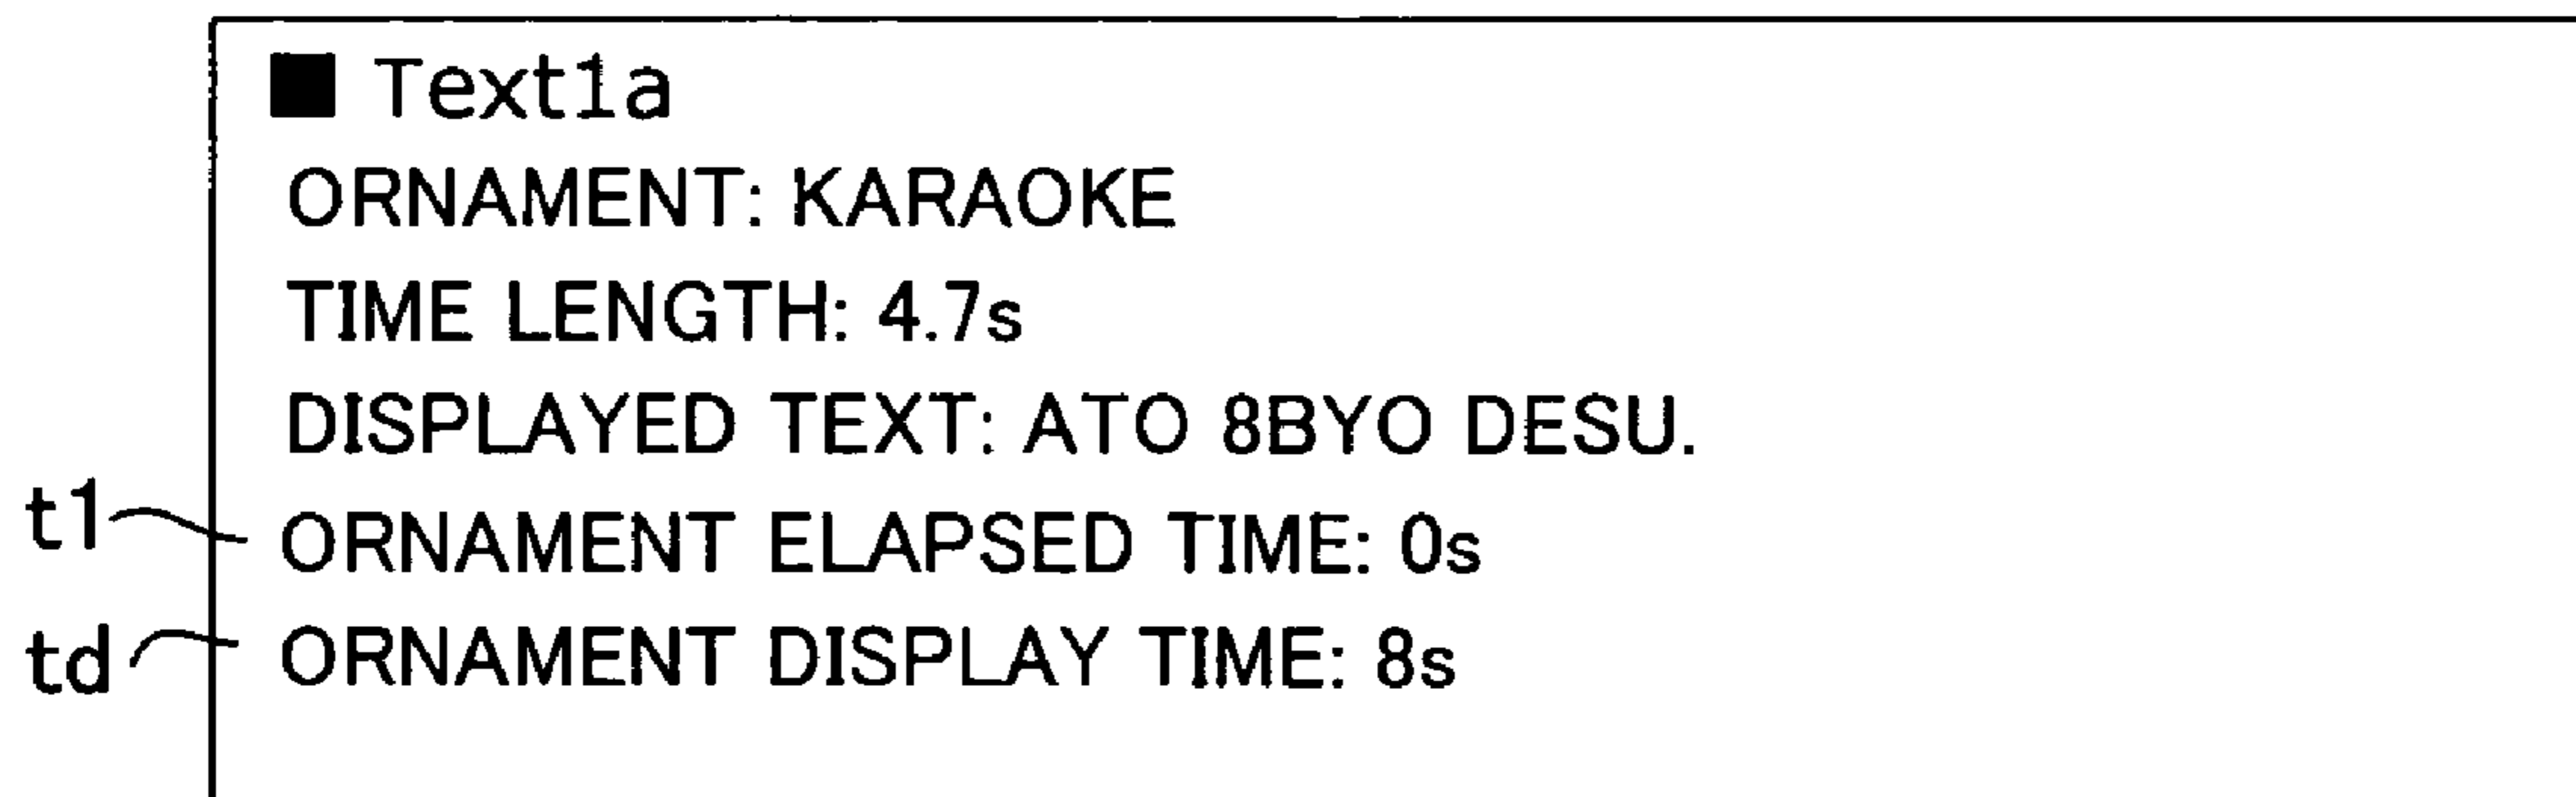 ■ Text1a
ORNAMENT: KARAOKE
TIME LENGTH: 4.7s
DISPLAYED TEXT: ATO 8BYO DESU.
t1 ORNAMENT ELAPSED TIME: 0s
td ORNAMENT DISPLAY TIME: 8s